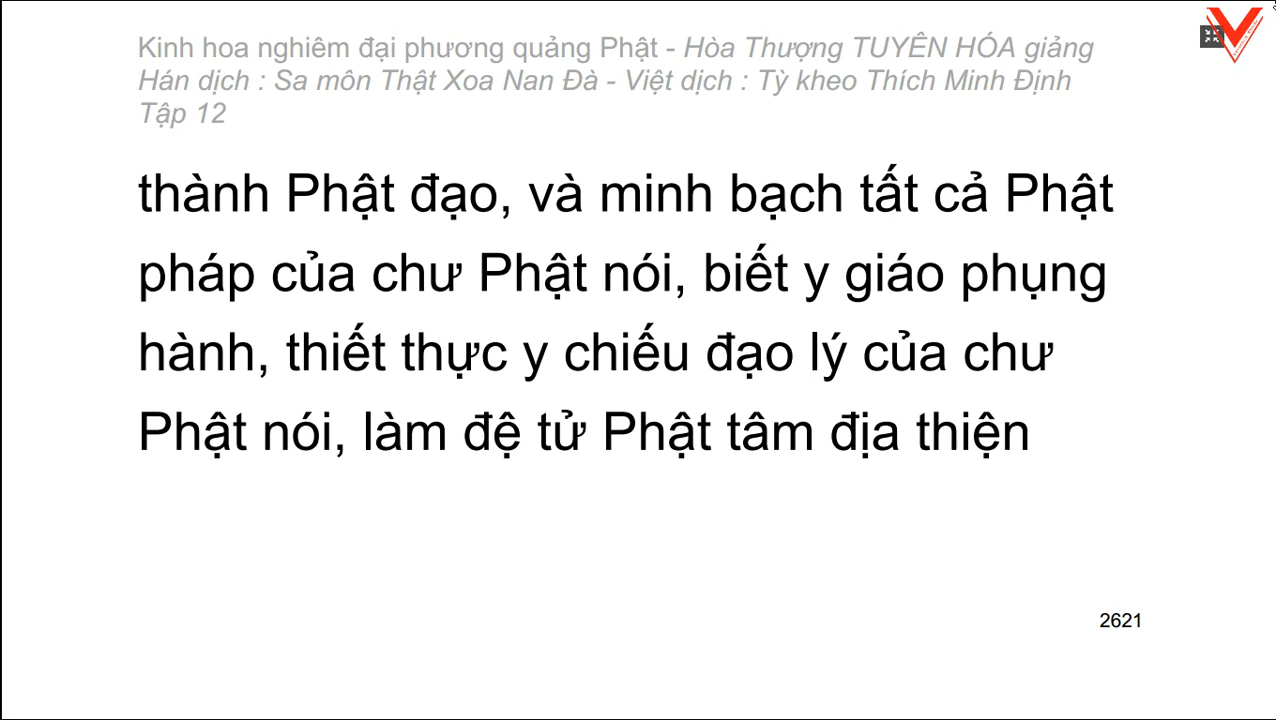 Kinh hoa nghiêm đại phương quảng Phật - Hòa Thượng TUYÊN HÓA giảng
Hán dịch : Sa môn Thật Xoa Nan Đà - Việt dịch : Tỳ kheo Thích Minh Định
Tập 12
thành Phật đạo, và minh bạch tất cả Phật
pháp của chư Phật nói, biết y giáo phụng
hành, thiết thực y chiếu đạo lý của chư
Phật nói, làm đệ tử Phật tâm địa thiện
2621